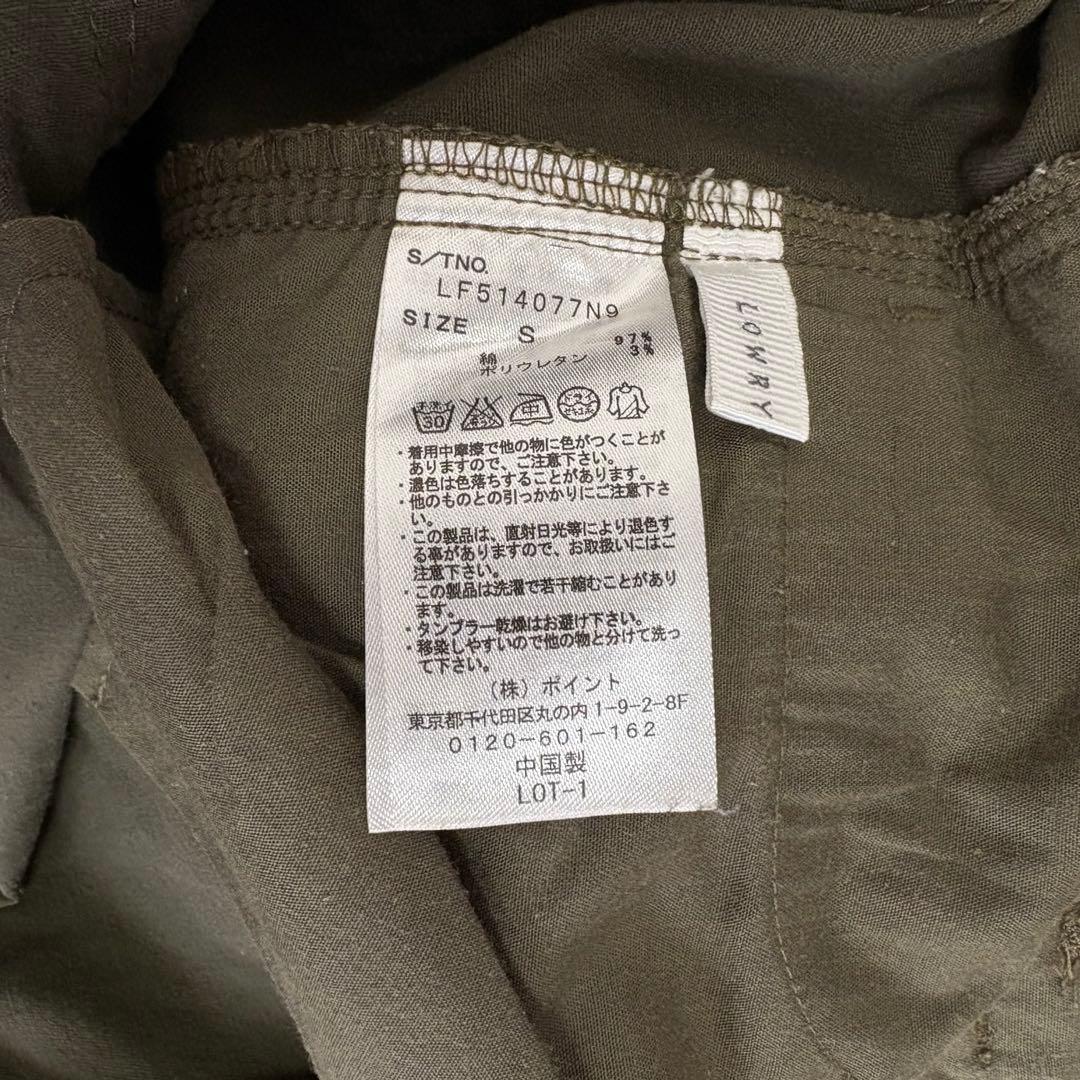 S/TNO.
LF514077N9
SIZE S
綿 97%
ポリウレタン 3%
30 中
・着用中摩擦で他の物に色がつくことが
ありますので、ご注意下さい。
・濃色は色落ちすることがあります。
・他のものとの引っかかりにご注意下さ
い。
・この製品は、直射日光等により退色す
る事がありますので、お取扱いにはご
注意下さい。
・この製品は洗濯で若干縮むことがあり
ます。
・タンブラー乾燥はお避け下さい。
・移染しやすいので他の物と分けて洗っ
て下さい。
(株)ポイント
東京都千代田区丸の内1-9-2-8F
0120-601-162
中国製
LOT-1
LOWRY